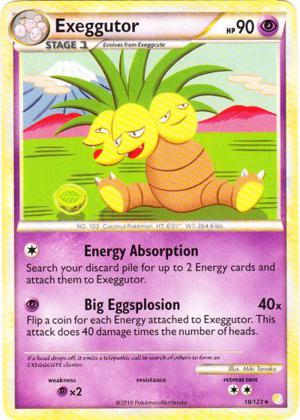 Exeggutor HP 90
STAGE 1 Evolves from Exeggcute
NO. 103 Coconut Pokémon HT. 6'07" WT. 264.6 lbs.
Energy Absorption
Search your discard pile for up to 2 Energy cards and
attach them to Exeggutor.
Big Eggsplosion 40x
Flip a coin for each Energy attached to Exeggutor. This
attack does 40 damage times the number of heads.
If a head drops off, it emits a telepathic call in search of others to form an
EXEGGCUTE cluster.
Illus. Miki Tanaka
weakness resistance retreat cost
×2
©2010 Pokémon/Nintendo 18/123★